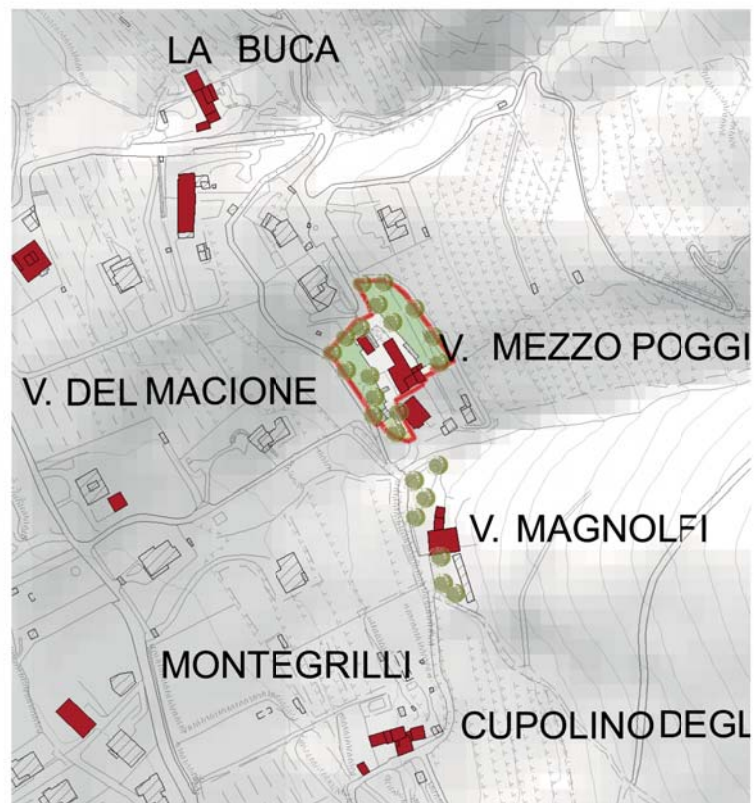 LA BUCA
V. MEZZO POGGI
V. DEL MACIONE
V. MAGNOLFI
MONTEGRILLI
CUPOLINO DEGL